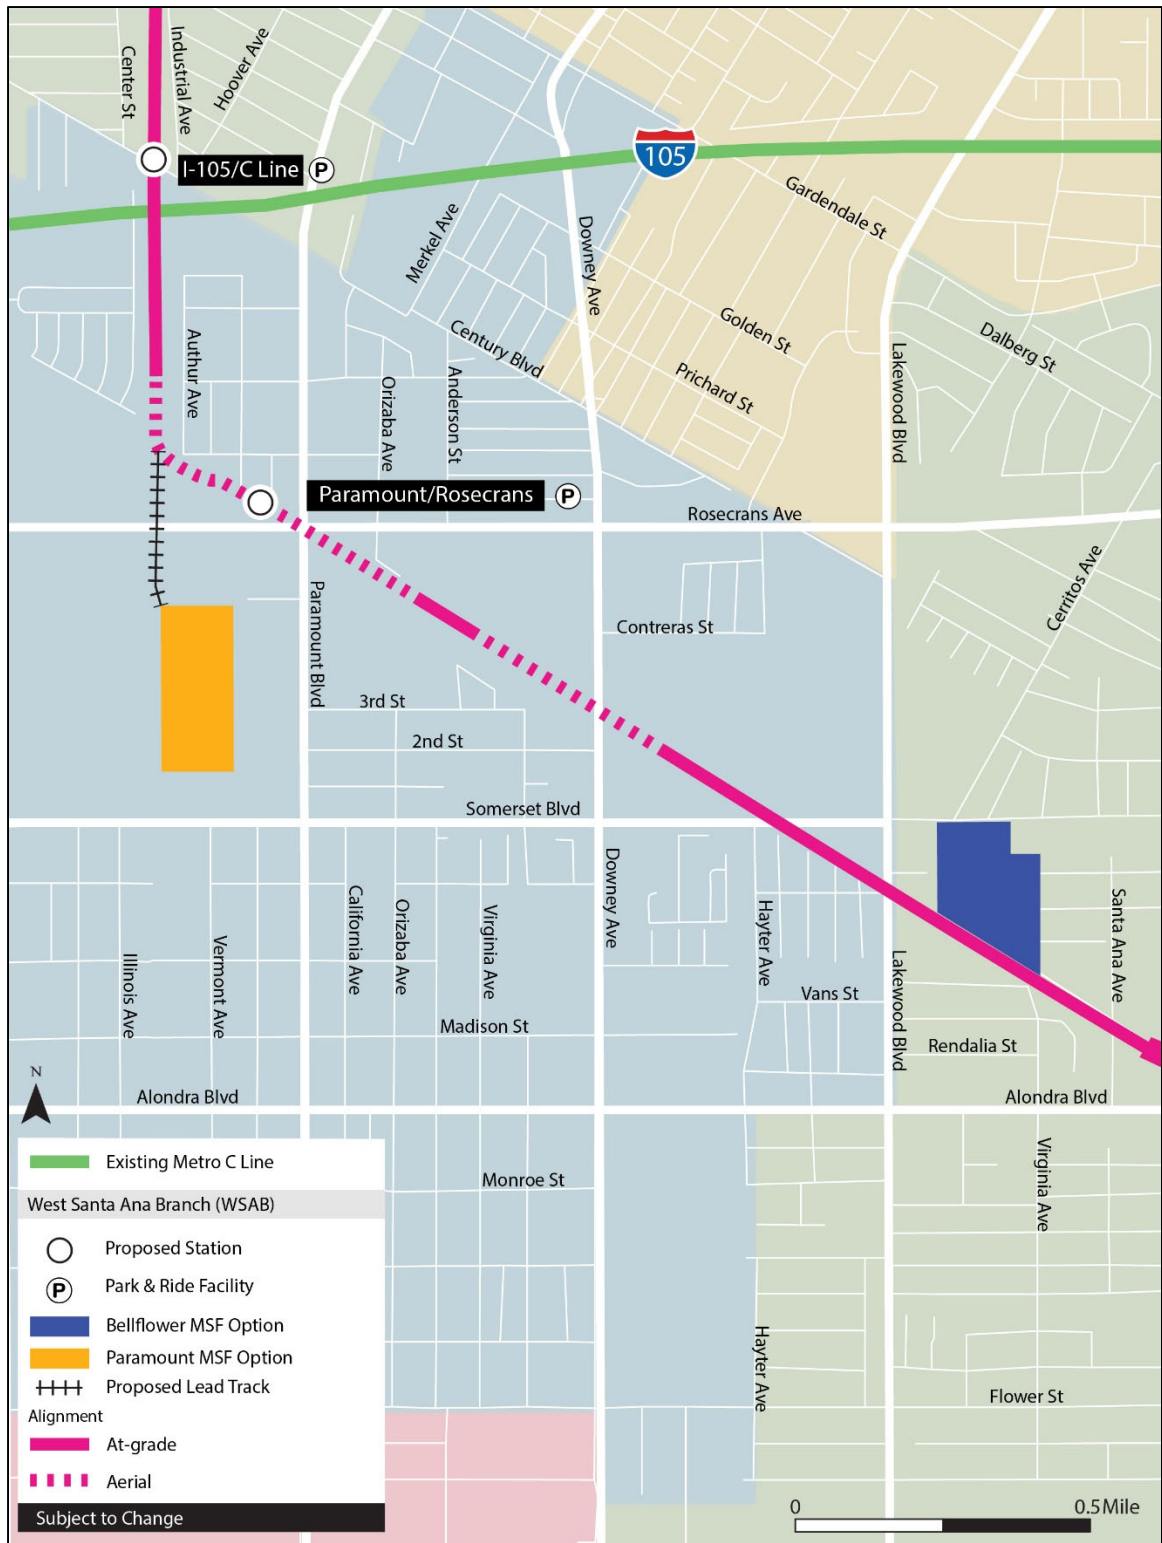 Center St
Industrial Ave
Hoover Ave
I-105/C Line
P
105
Gardendale St
Merkel Ave
Downey Ave
Golden St
Dalberg St
Century Blvd
Prichard St
Lakewood Blvd
Authur Ave
Orizaba Ave
Anderson St
Paramount/Rosecrans
P
Rosecrans Ave
Cerritos Ave
Paramount Blvd
Contreras St
3rd St
2nd St
Somerset Blvd
Downey Ave
California Ave
Orizaba Ave
Virginia Ave
Hayter Ave
Santa Ana Ave
Illinois Ave
Vermont Ave
Lakewood Blvd
Vans St
Madison St
Rendalia St
N
Alondra Blvd
Alondra Blvd
Monroe St
Virginia Ave
Hayter Ave
Flower St
Existing Metro C Line
West Santa Ana Branch (WSAB)
Proposed Station
P
Park & Ride Facility
Bellflower MSF Option
Paramount MSF Option
Proposed Lead Track
Alignment
At-grade
Aerial
Subject to Change
0
0.5 Mile